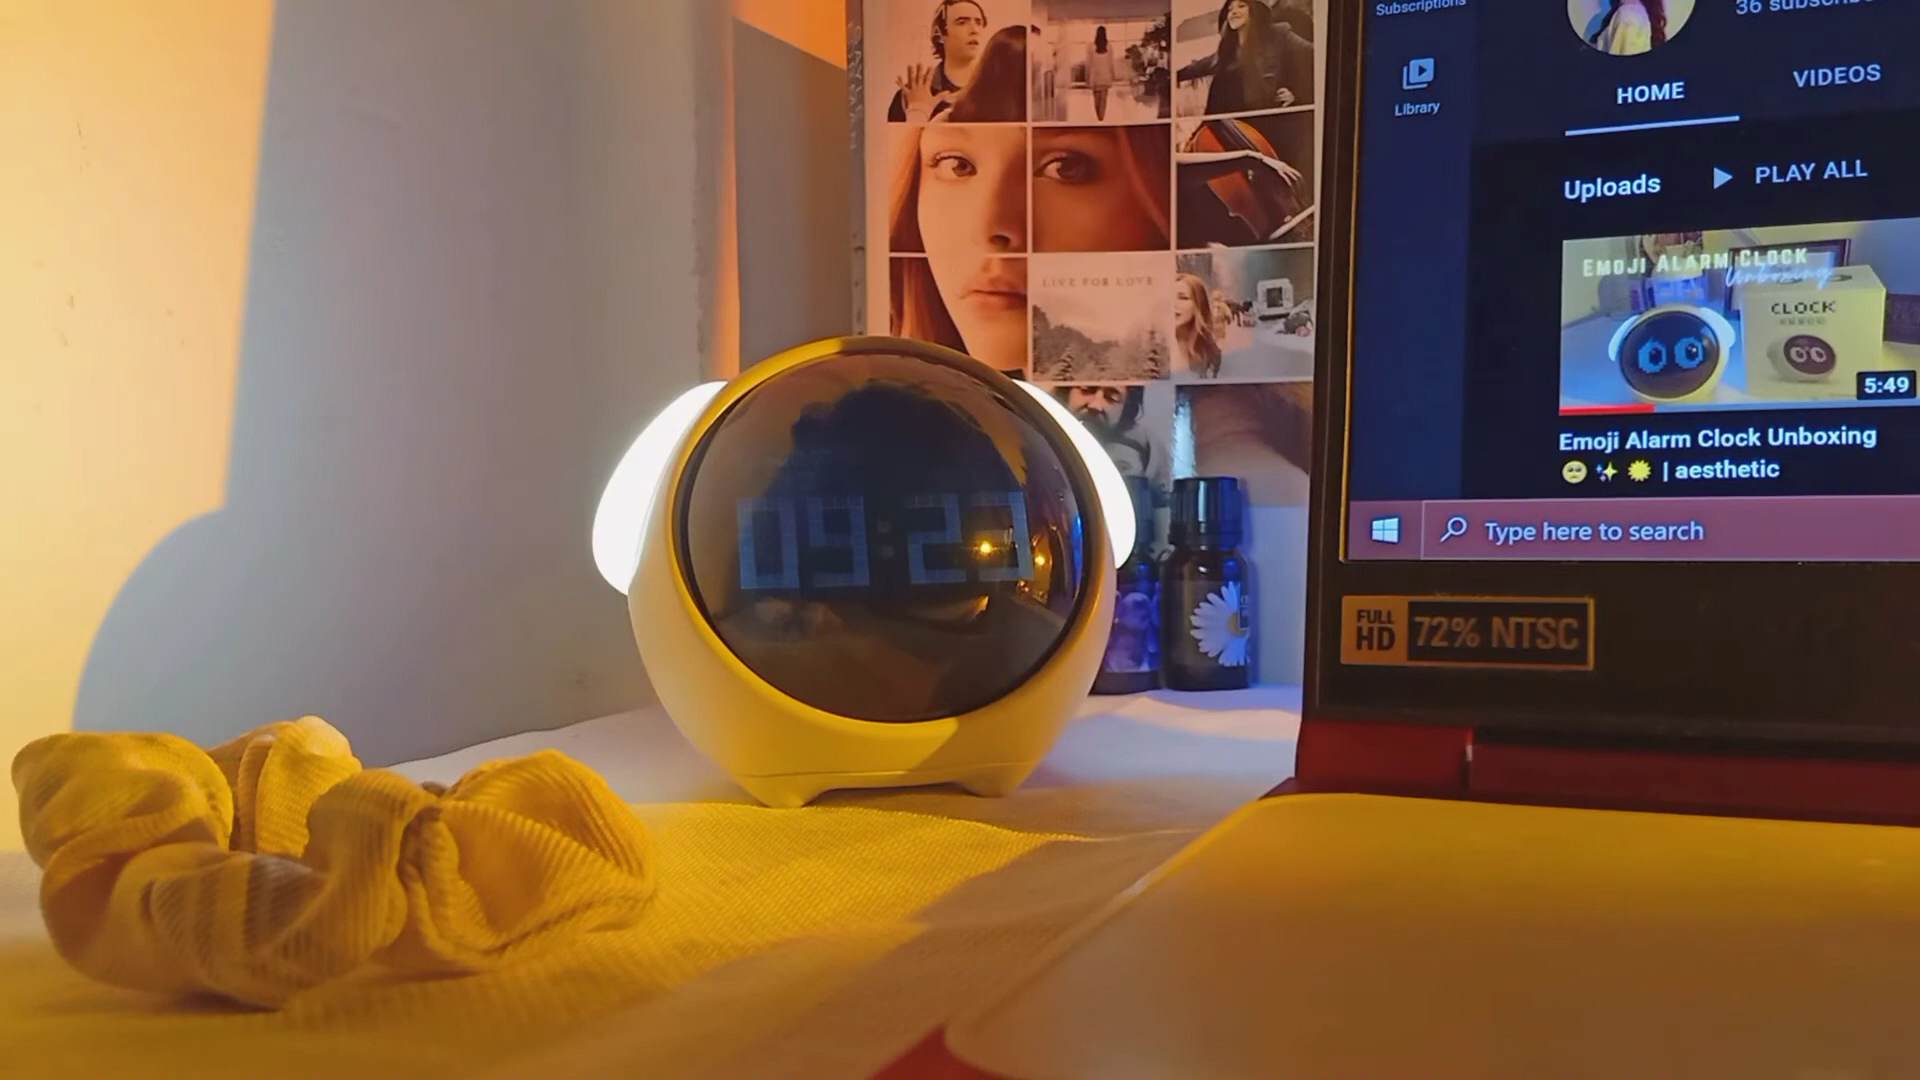 Subscriptions
36 subscribe
Library
HOME
VIDEOS
Uploads
PLAY ALL
EMOJI ALARM CLOCK
Unboxing
CLOCK
5:49
Emoji Alarm Clock Unboxing
🥺✨☀️ | aesthetic
Type here to search
FULL HD 72% NTSC
LIVE FOR LOVE
09:23